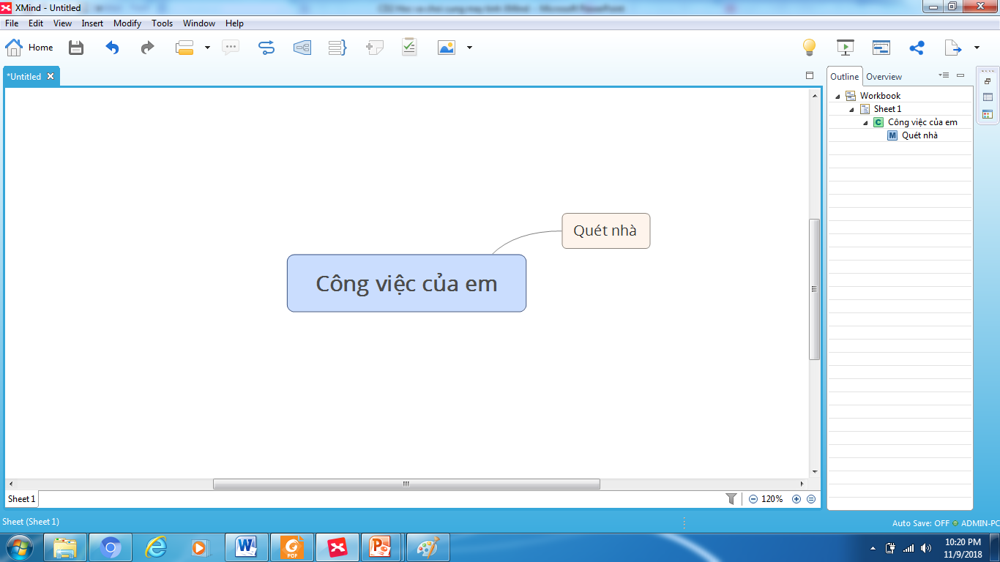 XMind - Untitled
File Edit View Insert Modify Tools Window Help
Home
*Untitled
Outline Overview
Workbook
Sheet 1
C Công việc của em
M Quét nhà
Quét nhà
Công việc của em
Sheet 1
120%
Sheet (Sheet 1)
Auto Save: OFF ADMIN-PC
PDF
10:20 PM
11/9/2018